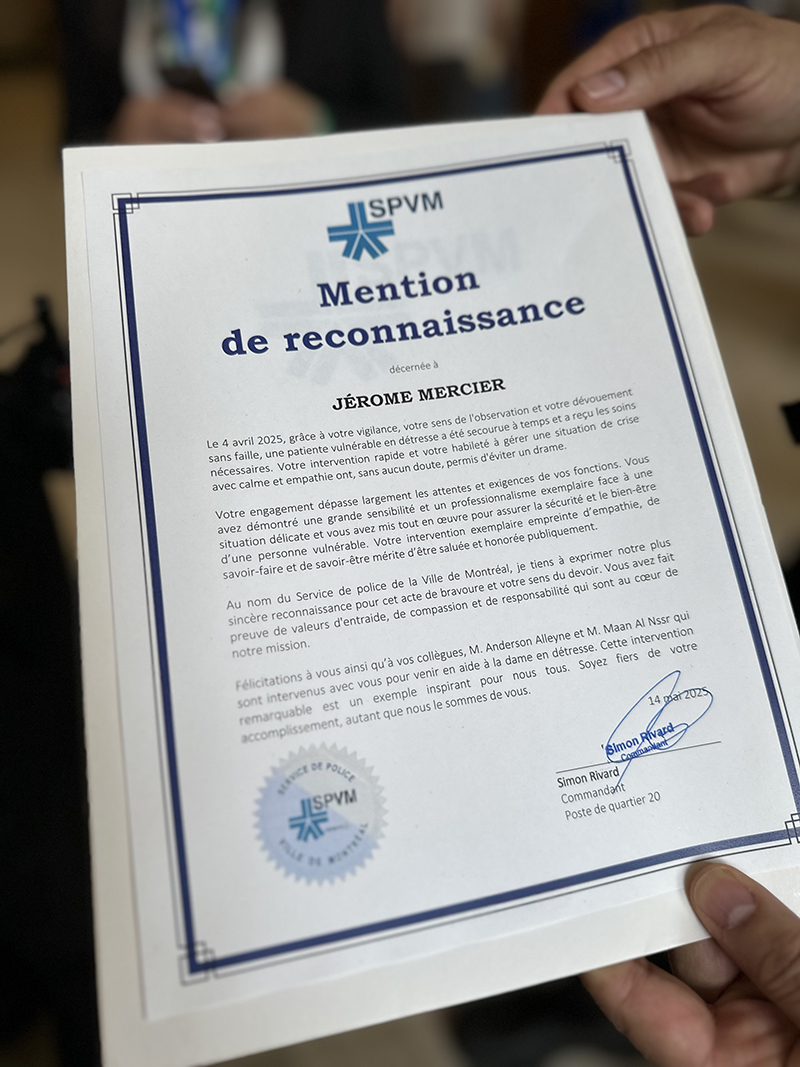 SPVM
Mention
de reconnaissance
décernée à
JÉROME MERCIER
Le 4 avril 2025, grâce à votre vigilance, votre sens de l'observation et votre dévouement
sans faille, une patiente vulnérable en détresse a été secourue à temps et a reçu les soins
nécessaires. Votre intervention rapide et votre habileté à gérer une situation de crise
avec calme et empathie ont, sans aucun doute, permis d'éviter un drame.
Votre engagement dépasse largement les attentes et exigences de vos fonctions. Vous
avez démontré une grande sensibilité et un professionnalisme exemplaire face à une
situation délicate et vous avez mis tout en œuvre pour assurer la sécurité et le bien-être
d'une personne vulnérable. Votre intervention exemplaire empreinte d'empathie, de
savoir-faire et de savoir-être mérite d'être saluée et honorée publiquement.
Au nom du Service de police de la Ville de Montréal, je tiens à exprimer notre plus
sincère reconnaissance pour cet acte de bravoure et votre sens du devoir. Vous avez fait
preuve de valeurs d'entraide, de compassion et de responsabilité qui sont au cœur de
notre mission.
Félicitations à vous ainsi qu'à vos collègues, M. Anderson Alleyne et M. Maan Al Nssr qui
sont intervenus avec vous pour venir en aide à la dame en détresse. Cette intervention
remarquable est un exemple inspirant pour nous tous. Soyez fiers de votre
accomplissement, autant que nous le sommes de vous.
14 mai 2025
Simon Rivard
Commandant
Simon Rivard
Commandant
Poste de quartier 20
SERVICE DE POLICE
SPVM
VILLE DE MONTRÉAL